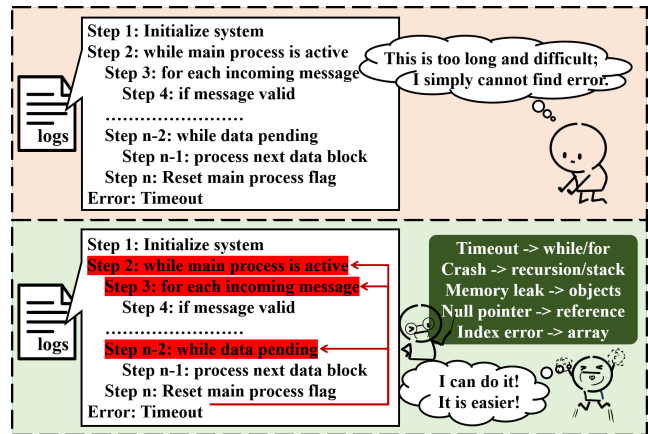 Step 1: Initialize system
Step 2: while main process is active
Step 3: for each incoming message
Step 4: if message valid
........................
Step n-2: while data pending
Step n-1: process next data block
Step n: Reset main process flag
Error: Timeout
logs
This is too long and difficult;
I simply cannot find error.
Step 1: Initialize system
Step 2: while main process is active
Step 3: for each incoming message
Step 4: if message valid
........................
Step n-2: while data pending
Step n-1: process next data block
Step n: Reset main process flag
Error: Timeout
logs
Timeout -> while/for
Crash -> recursion/stack
Memory leak -> objects
Null pointer -> reference
Index error -> array
I can do it!
It is easier!